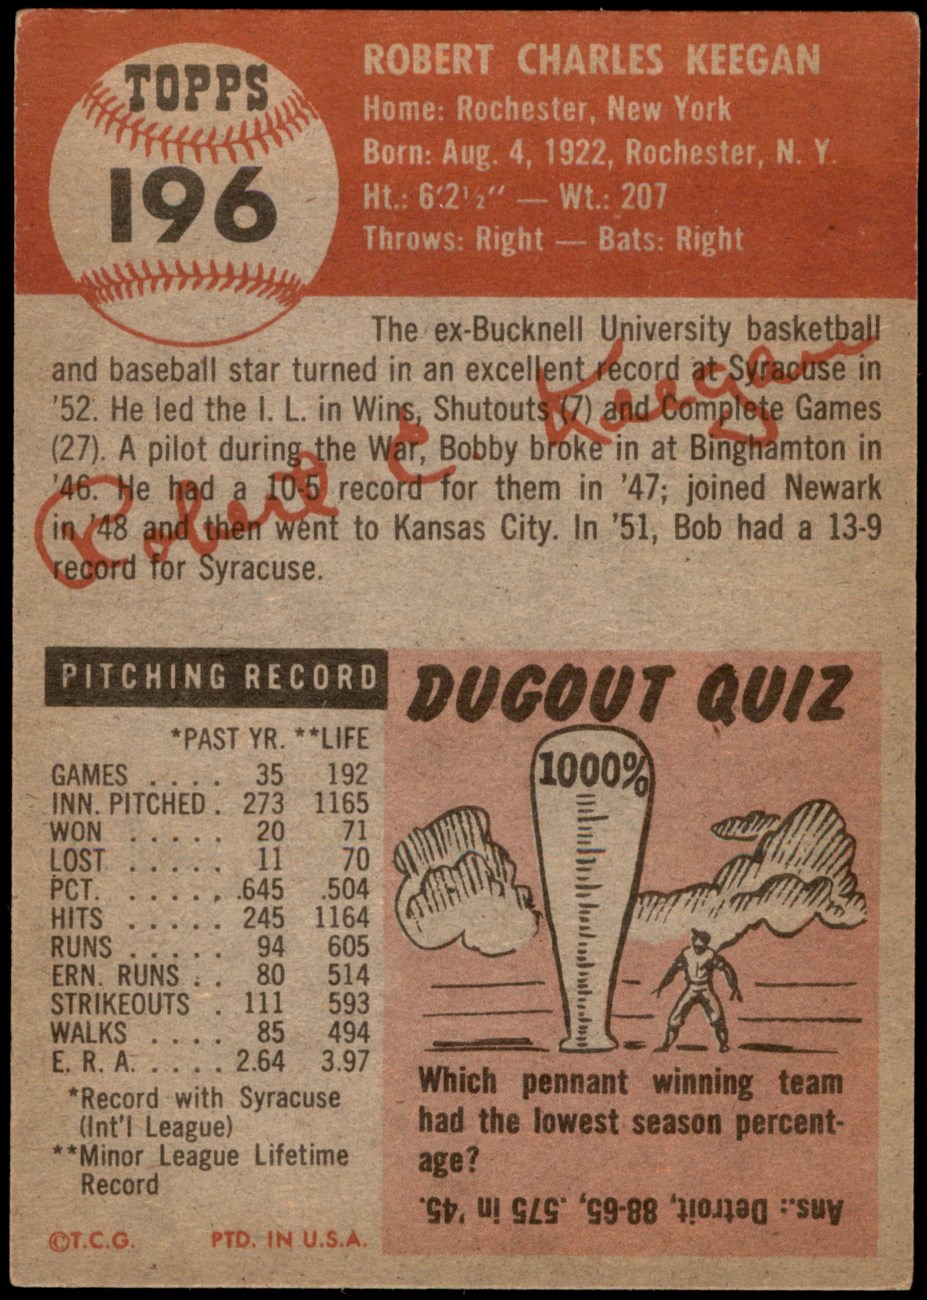 TOPPS
196
ROBERT CHARLES KEEGAN
Home: Rochester, New York
Born: Aug. 4, 1922, Rochester, N. Y.
Ht.: 6'2½" — Wt.: 207
Throws: Right — Bats: Right
The ex-Bucknell University basketball
and baseball star turned in an excellent record at Syracuse in
'52. He led the I. L. in Wins, Shutouts (7) and Complete Games
(27). A pilot during the War, Bobby broke in at Binghamton in
'46. He had a 10-5 record for them in '47; joined Newark
in '48 and then went to Kansas City. In '51, Bob had a 13-9
record for Syracuse.
Robert C. Keegan
PITCHING RECORD
*PAST YR. **LIFE
GAMES . . . . 35 192
INN. PITCHED . 273 1165
WON . . . . . 20 71
LOST . . . . . 11 70
PCT. . . . . . .645 .504
HITS . . . . . 245 1164
RUNS . . . . . 94 605
ERN. RUNS . . 80 514
STRIKEOUTS . 111 593
WALKS . . . . 85 494
E. R. A. . . . . 2.64 3.97
*Record with Syracuse
(Int'l League)
**Minor League Lifetime
Record
©T.C.G. PTD. IN U.S.A.
DUGOUT QUIZ
1000%
Which pennant winning team
had the lowest season percent-
age?
Ans.: Detroit, 88-65, .575 in '45.